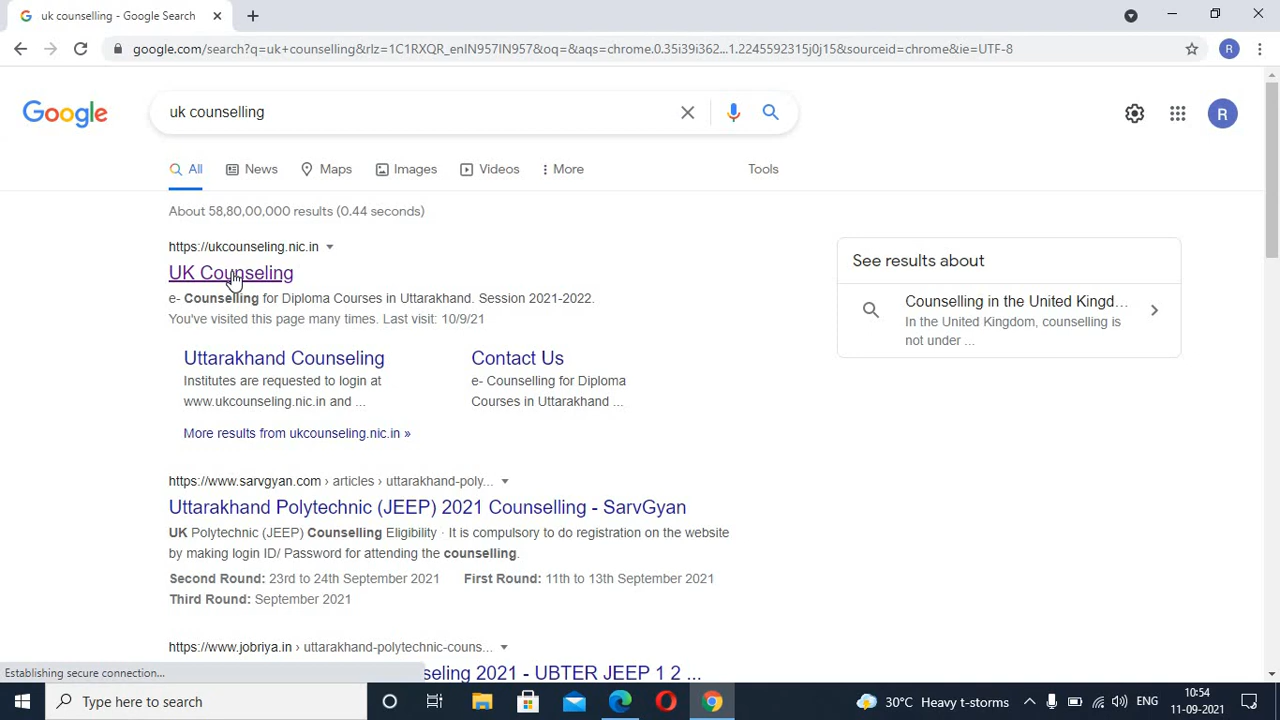 uk counselling - Google Search
google.com/search?q=uk+counselling&rlz=1C1RXQR_enIN957IN957&oq=&aqs=chrome.0.35i39i362...1.2245592315j0j15&sourceid=chrome&ie=UTF-8
R
Google
uk counselling
R
All
News
Maps
Images
Videos
More
Tools
About 58,80,00,000 results (0.44 seconds)
https://ukcounseling.nic.in
UK Counseling
e- Counselling for Diploma Courses in Uttarakhand. Session 2021-2022.
You've visited this page many times. Last visit: 10/9/21
Uttarakhand Counseling
Institutes are requested to login at
www.ukcounseling.nic.in and ...
Contact Us
e- Counselling for Diploma
Courses in Uttarakhand ...
More results from ukcounseling.nic.in »
See results about
Counselling in the United Kingd...
In the United Kingdom, counselling is
not under ...
https://www.sarvgyan.com › articles › uttarakhand-poly...
Uttarakhand Polytechnic (JEEP) 2021 Counselling - SarvGyan
UK Polytechnic (JEEP) Counselling Eligibility · It is compulsory to do registration on the website
by making login ID/ Password for attending the counselling.
Second Round: 23rd to 24th September 2021 First Round: 11th to 13th September 2021
Third Round: September 2021
https://www.jobriya.in › uttarakhand-polytechnic-couns...
seling 2021 - UBTER JEEP 1 2 ...
Establishing secure connection...
Type here to search
30°C Heavy t-storms
ENG
10:54
11-09-2021